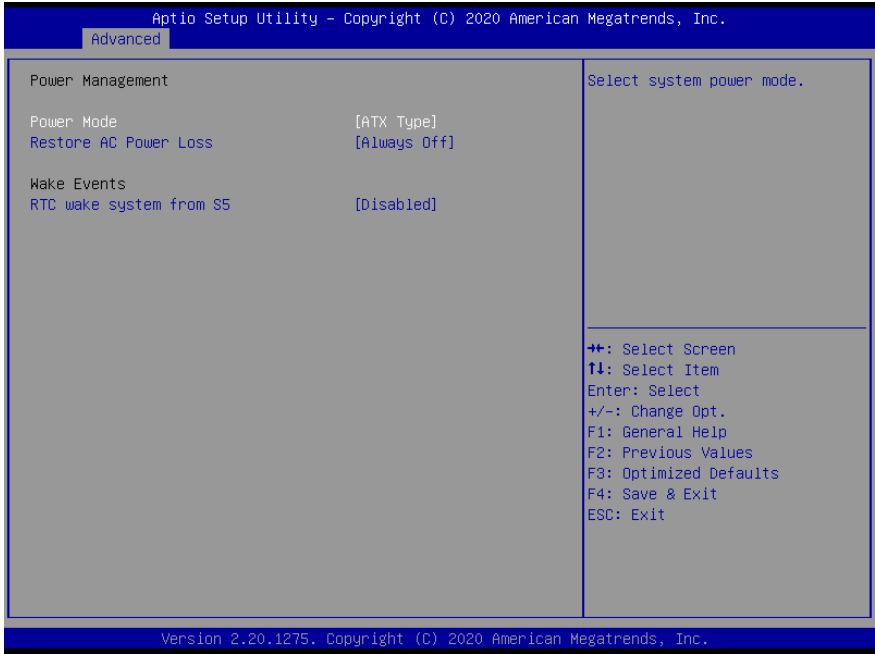 Aptio Setup Utility – Copyright (C) 2020 American Megatrends, Inc.
Advanced
Power Management
Power Mode [ATX Type]
Restore AC Power Loss [Always Off]
Wake Events
RTC wake system from S5 [Disabled]
Select system power mode.
→←: Select Screen
↑↓: Select Item
Enter: Select
+/-: Change Opt.
F1: General Help
F2: Previous Values
F3: Optimized Defaults
F4: Save & Exit
ESC: Exit
Version 2.20.1275. Copyright (C) 2020 American Megatrends, Inc.